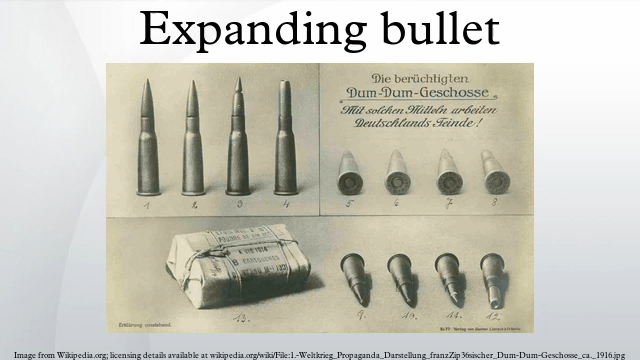 Expanding bullet
Die berüchtigten
"Dum-Dum-Geschosse"
Mit solchen Mitteln arbeiten
Deutschlands Feinde!
1 2 3 4
5 6 7 8
9. 10. 11. 12.
13.
Erklärung umstehend.
Image from Wikipedia.org; licensing details available at wikipedia.org/wiki/File:1.-Weltkrieg_Propaganda_Darstellung_franzZip36sischer_Dum-Dum-Geschosse_ca._1916.jpg